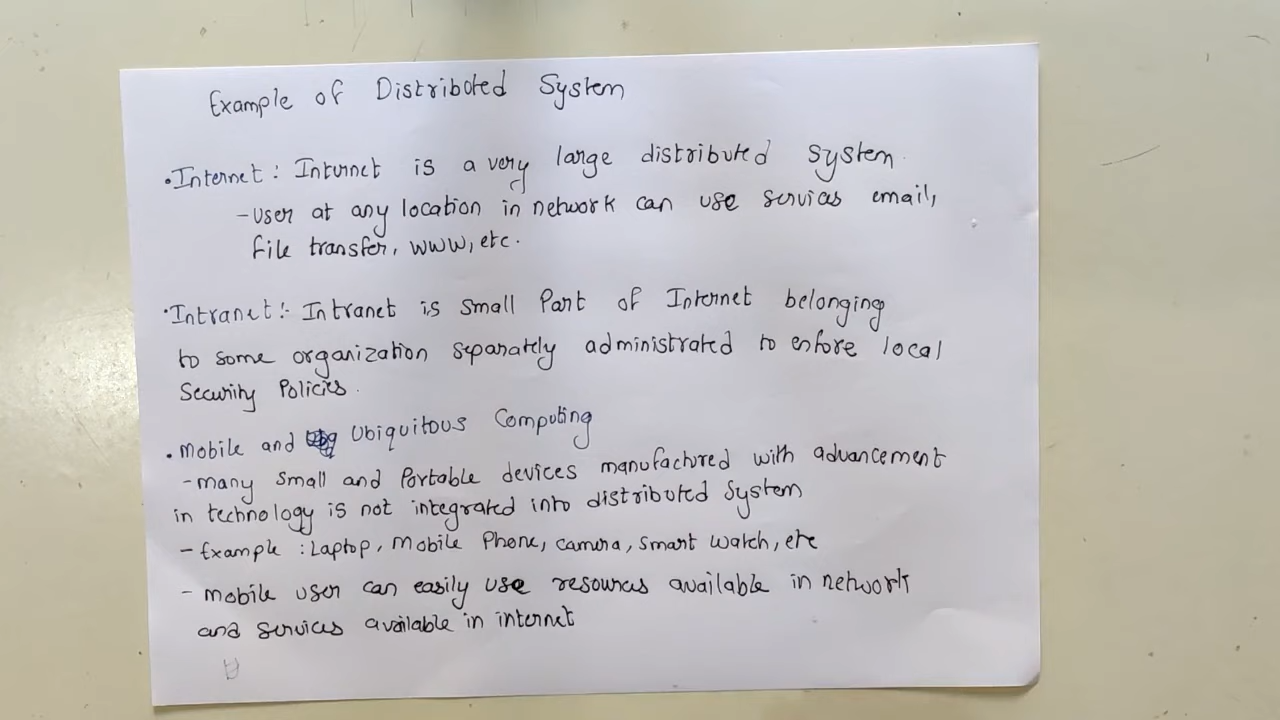 Example of Distriboted System
• Internet : Internet is a very large distributed system.
- user at any location in network can use services email,
file transfer, WWW, etc.
• Intranet :- Intranet is small Part of Internet belonging
to some organization separately administrated to enfore local
Security Policies.
• Mobile and Ubiquitous Computing
- many small and Portable devices manufactured with advancement
in technology is not integrated into distributed System
- Example : Laptop, Mobile Phone, camera, smart watch, etc
- mobile user can easily use resources available in network
and services available in internet